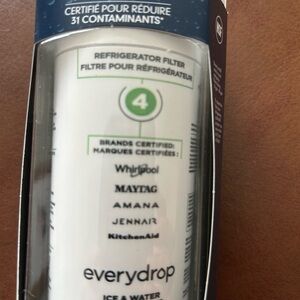 CERTIFIÉ POUR RÉDUIRE
31 CONTAMINANTS*
REFRIGERATOR FILTER
FILTRE POUR RÉFRIGÉRATEUR
4
BRANDS CERTIFIED:
MARQUES CERTIFIÉES:
Whirlpool
MAYTAG
AMANA
JENNAIR
KitchenAid
everydrop
ICE & WATER